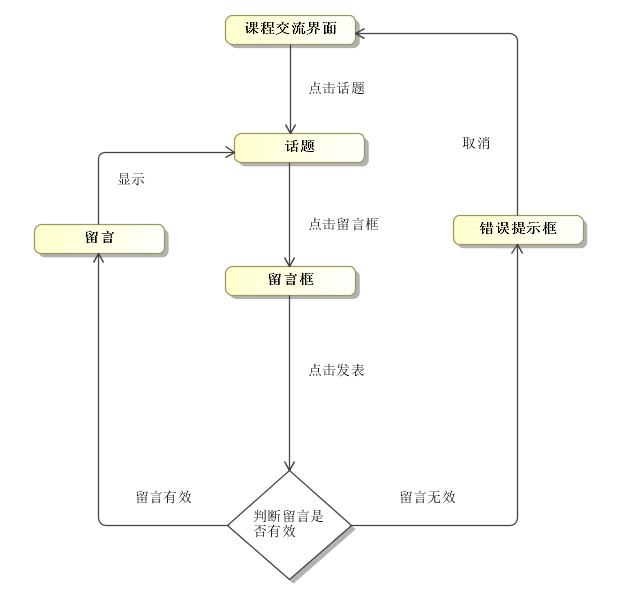 课程交流界面
点击话题
取消
话题
显示
点击留言框
错误提示框
留言
留言框
点击发表
留言有效
留言无效
判断留言是
否有效